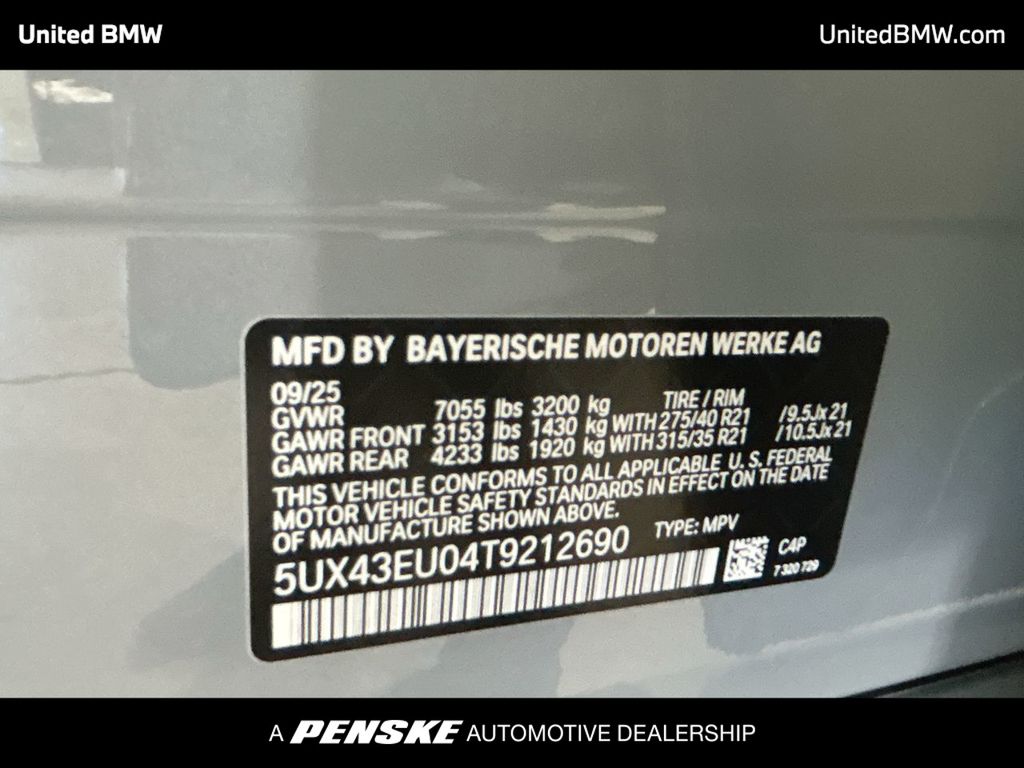 United BMW
UnitedBMW.com
MFD BY BAYERISCHE MOTOREN WERKE AG
09/25
TIRE / RIM
GVWR 7055 lbs 3200 kg
GAWR FRONT 3153 lbs 1430 kg WITH 275/40 R21 /9.5Jx21
GAWR REAR 4233 lbs 1920 kg WITH 315/35 R21 /10.5Jx21
THIS VEHICLE CONFORMS TO ALL APPLICABLE U. S. FEDERAL
MOTOR VEHICLE SAFETY STANDARDS IN EFFECT ON THE DATE
OF MANUFACTURE SHOWN ABOVE.
TYPE: MPV
5UX43EU04T9212690
C4P
7 320 729
A PENSKE AUTOMOTIVE DEALERSHIP